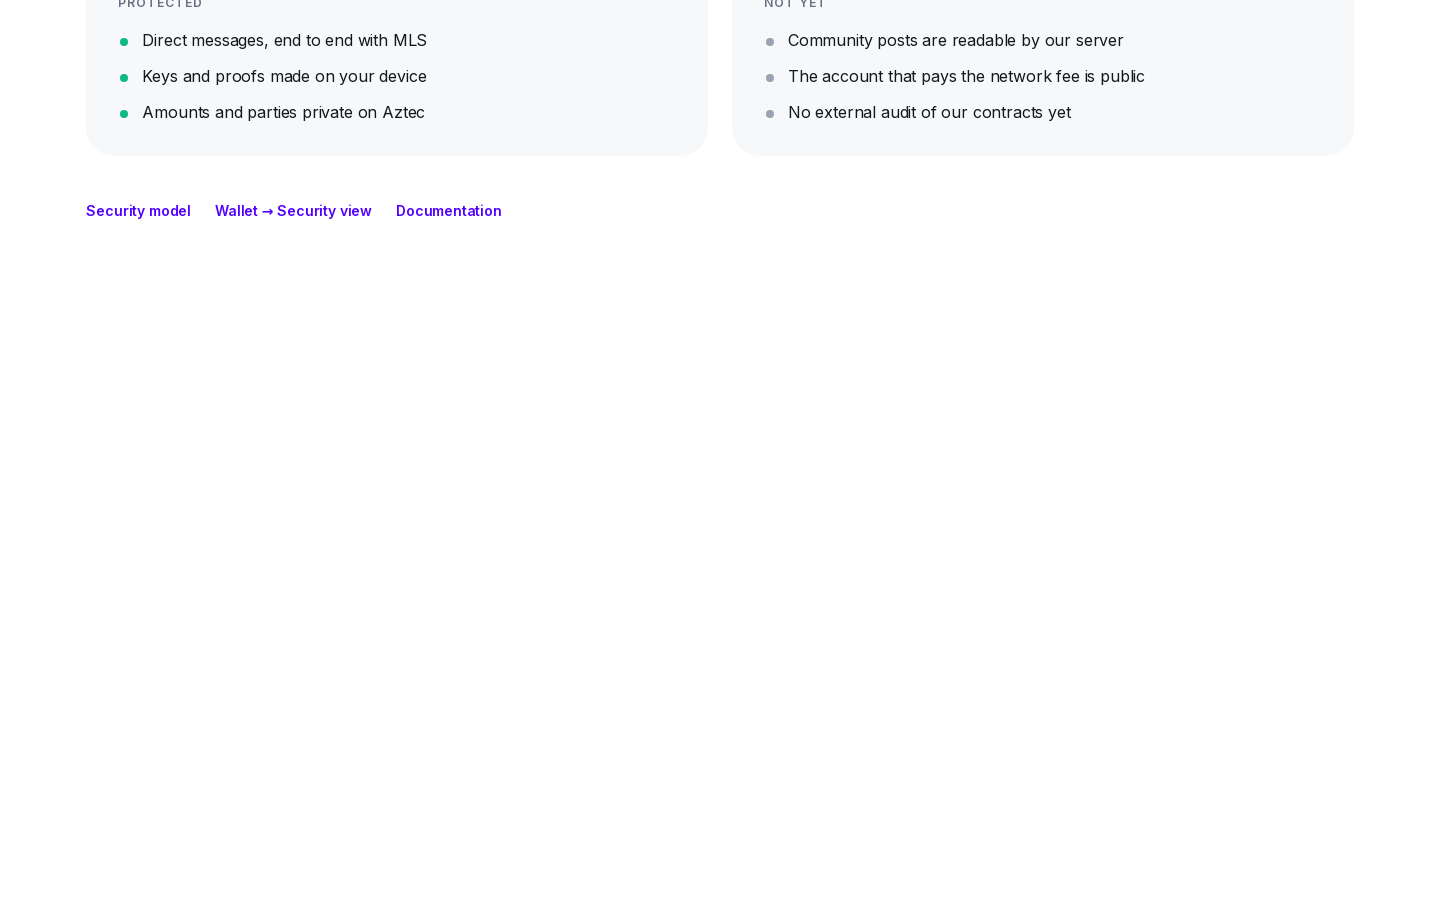 PROTECTED
Direct messages, end to end with MLS
Keys and proofs made on your device
Amounts and parties private on Aztec
NOT YET
Community posts are readable by our server
The account that pays the network fee is public
No external audit of our contracts yet
Security model
Wallet → Security view
Documentation